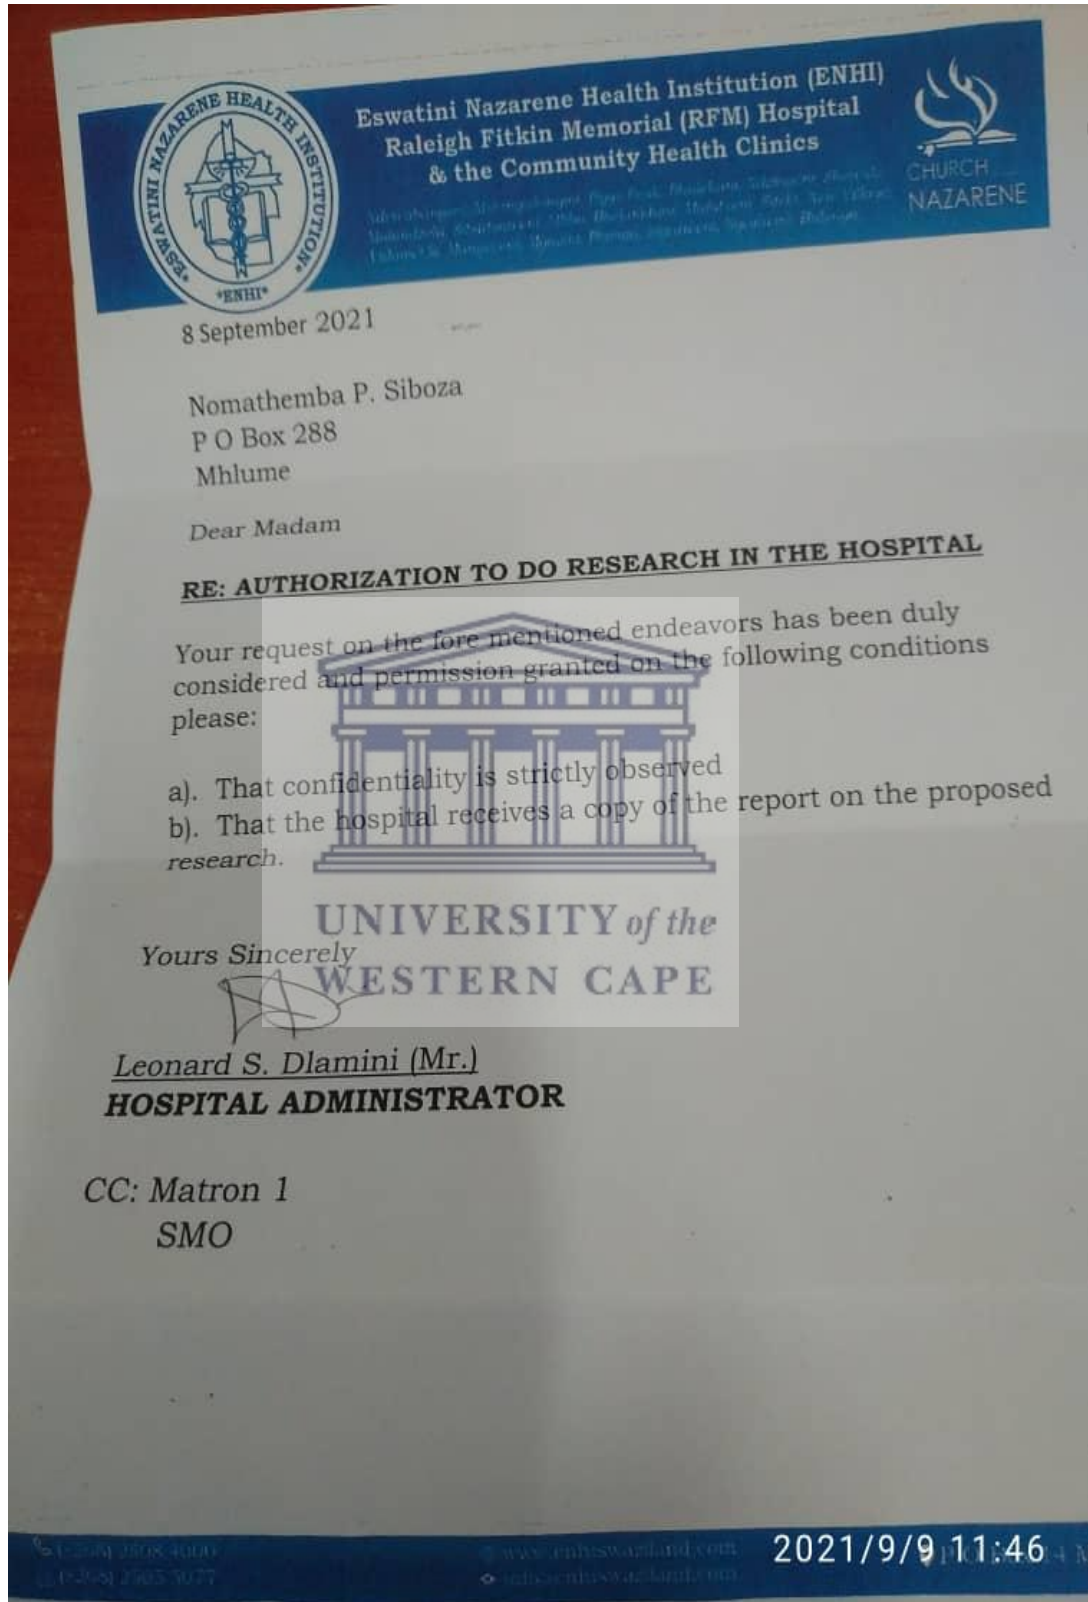 *ESWATINI NAZARENE HEALTH INSTITUTION*
*ENHI*
Eswatini Nazarene Health Institution (ENHI)
Raleigh Fitkin Memorial (RFM) Hospital
& the Community Health Clinics
CHURCH
NAZARENE
8 September 2021
Nomathemba P. Siboza
P O Box 288
Mhlume
Dear Madam
RE: AUTHORIZATION TO DO RESEARCH IN THE HOSPITAL
Your request on the fore mentioned endeavors has been duly
considered and permission granted on the following conditions
please:
a). That confidentiality is strictly observed
b). That the hospital receives a copy of the report on the proposed
research.
UNIVERSITY of the
WESTERN CAPE
Yours Sincerely
Leonard S. Dlamini (Mr.)
HOSPITAL ADMINISTRATOR
CC: Matron 1
SMO
2021/9/9 11:46